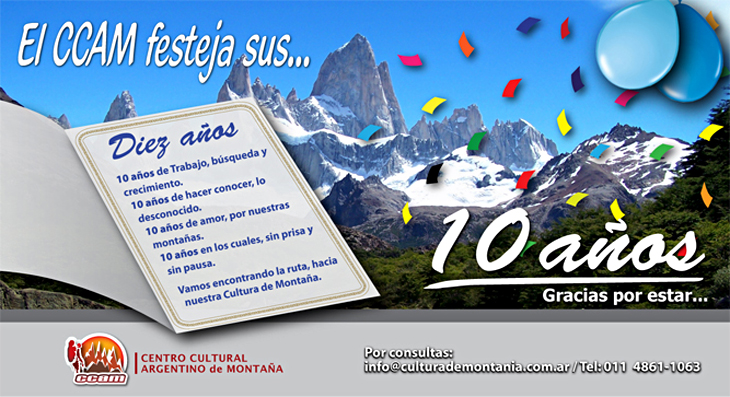 El CCAM festeja sus...
Diez años
10 años de Trabajo, búsqueda y
crecimiento.
10 años de hacer conocer, lo
desconocido.
10 años de amor, por nuestras
montañas.
10 años en los cuales, sin prisa y
sin pausa.
Vamos encontrando la ruta, hacia
nuestra Cultura de Montaña.
10 años
Gracias por estar...
ccam
CENTRO CULTURAL
ARGENTINO de MONTAÑA
Por consultas:
info@culturademontania.com.ar / Tel: 011 4861-1063